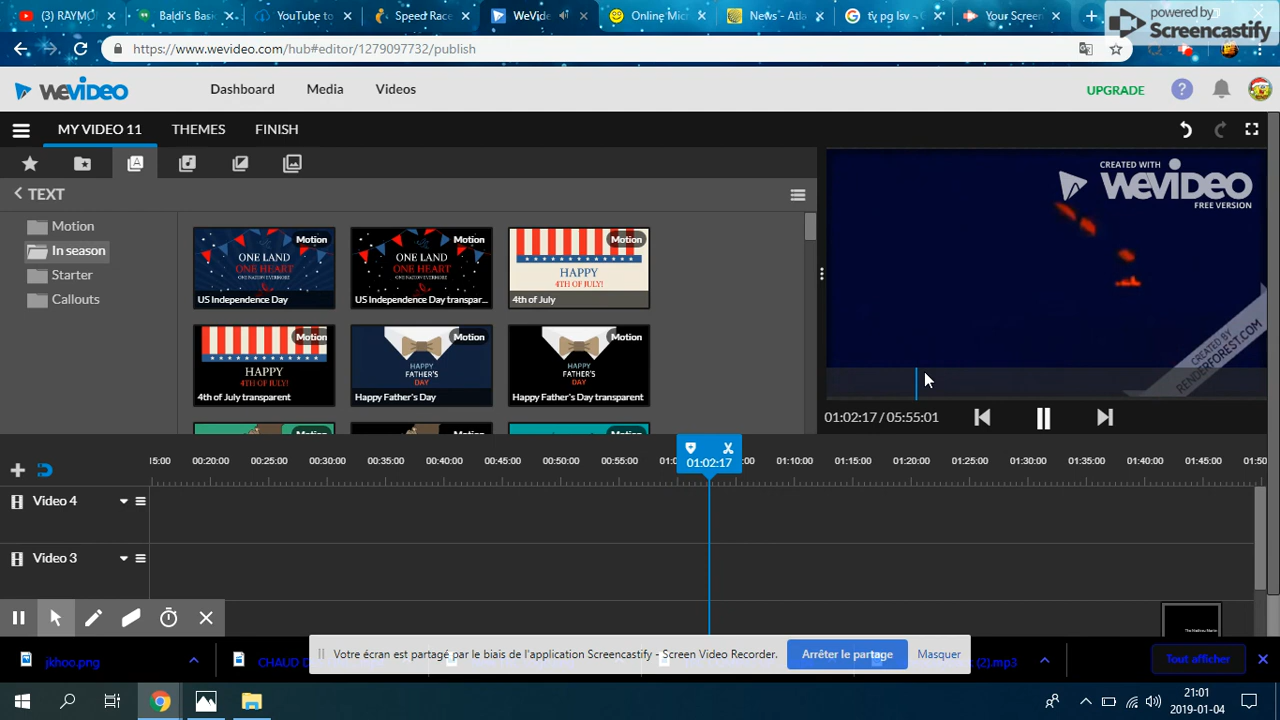 (3) RAYMO
Baldi's Basi
YouTube to
Speed Race
WeVide
Online Mic
News - Atla
tv pg lsv - G
Your Screen
powered by
Screencastify
https://www.wevideo.com/hub#editor/1279097732/publish
WEVIDEO
Dashboard
Media
Videos
UPGRADE
?
MY VIDEO 11
THEMES
FINISH
TEXT
Motion
In season
Starter
Callouts
ONE LAND
ONE HEART
Motion
US Independence Day
ONE LAND
ONE HEART
Motion
US Independence Day transpar...
HAPPY
4TH OF JULY!
Motion
4th of July
HAPPY
4TH OF JULY!
Motion
4th of July transparent
HAPPY
FATHER'S
DAY
Motion
Happy Father's Day
HAPPY
FATHER'S
DAY
Motion
Happy Father's Day transparent
CREATED WITH
WEVIDEO
FREE VERSION
CREATED BY
RENDERFOREST.COM
01:02:17 / 05:55:01
01:02:17
15:00
00:20:00
00:25:00
00:30:00
00:35:00
00:40:00
00:45:00
00:50:00
00:55:00
01:10:00
01:15:00
01:20:00
01:25:00
01:30:00
01:35:00
01:40:00
01:45:00
01:50
Video 4
Video 3
Votre écran est partagé par le biais de l'application Screencastify - Screen Video Recorder.
Arrêter le partage
Masquer
jkhoo.png
CHAUD D
(2).mp3
Tout afficher
21:01
2019-01-04